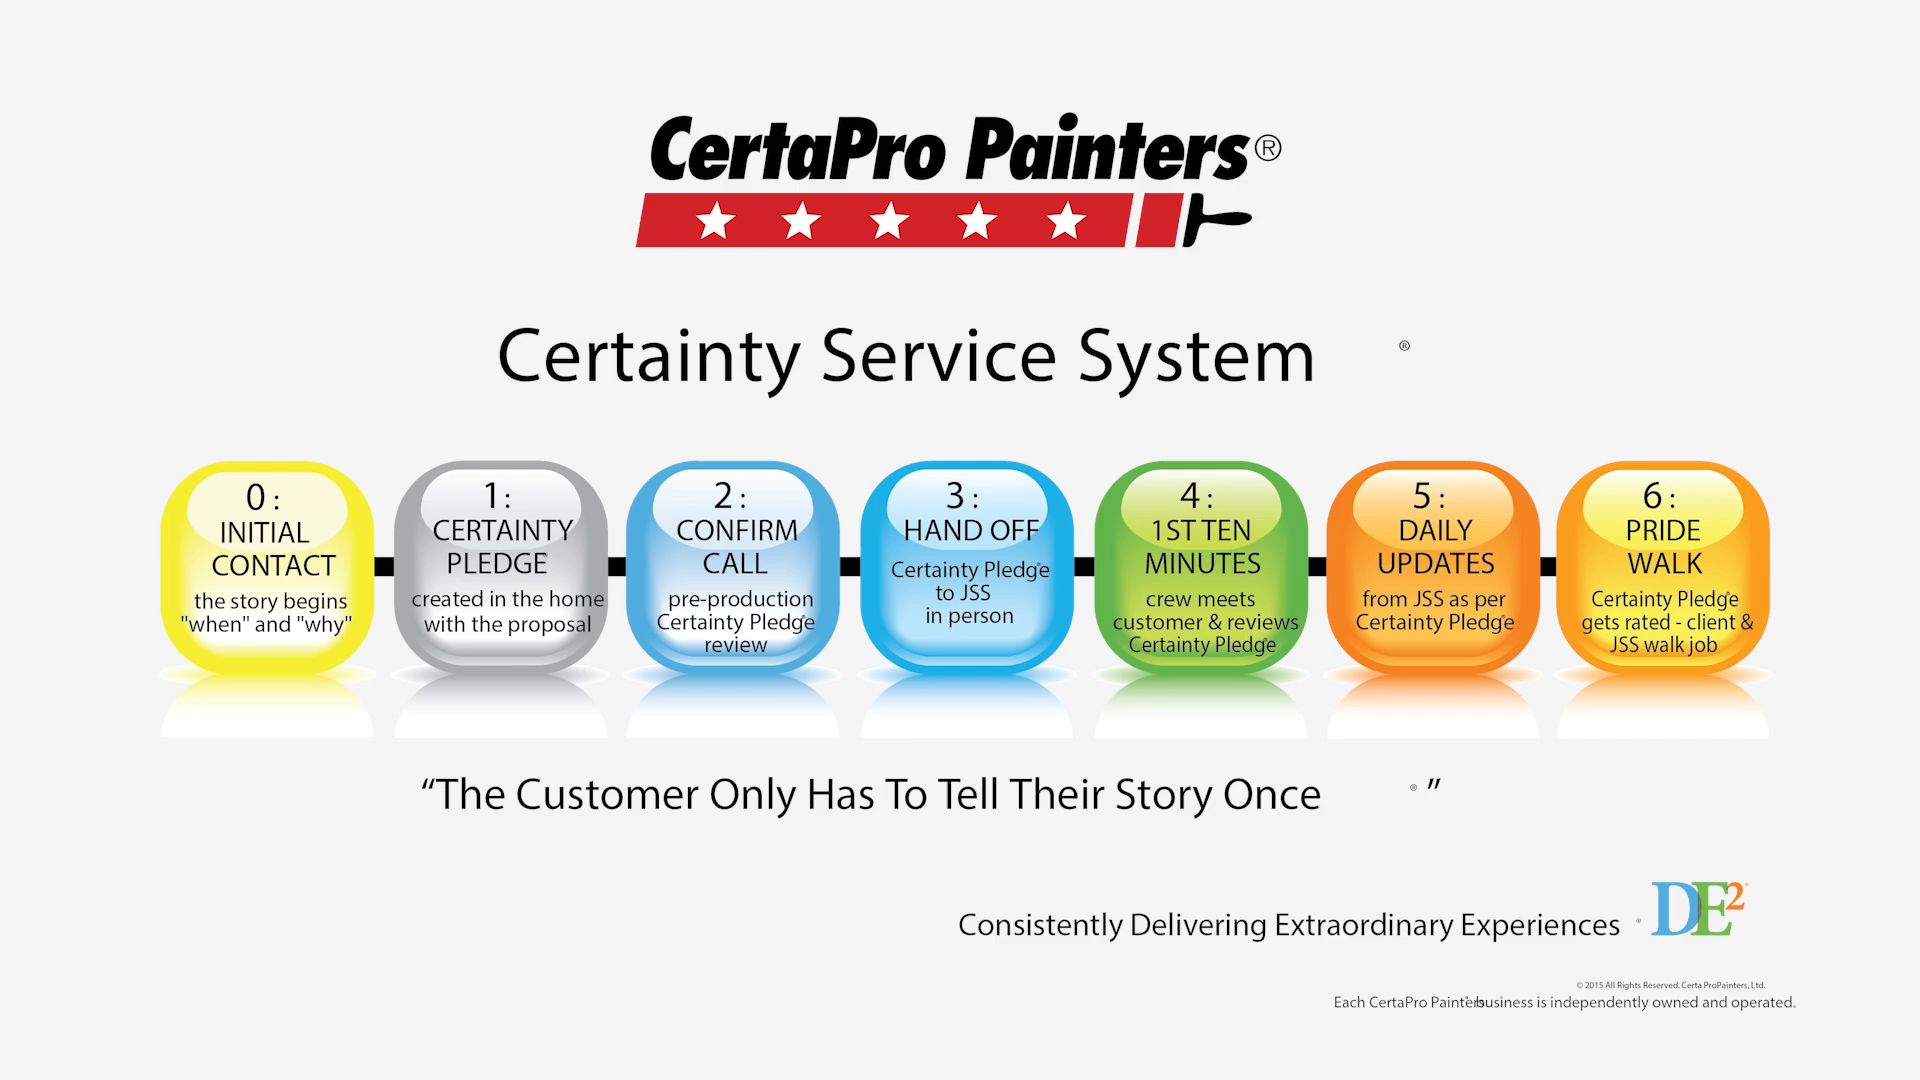 CertaPro Painters®
Certainty Service System ®
0 :
INITIAL
CONTACT
the story begins
"when" and "why"
1 :
CERTAINTY
PLEDGE
created in the home
with the proposal
2 :
CONFIRM
CALL
pre-production
Certainty Pledge
review
3 :
HAND OFF
Certainty Pledge
to JSS
in person
4 :
1ST TEN
MINUTES
crew meets
customer & reviews
Certainty Pledge
5 :
DAILY
UPDATES
from JSS as per
Certainty Pledge
6 :
PRIDE
WALK
Certainty Pledge
gets rated - client &
JSS walk job
“The Customer Only Has To Tell Their Story Once ® ”
Consistently Delivering Extraordinary Experiences ® DE²
© 2015 All Rights Reserved. Certa ProPainters, Ltd.
Each CertaPro Painters® business is independently owned and operated.